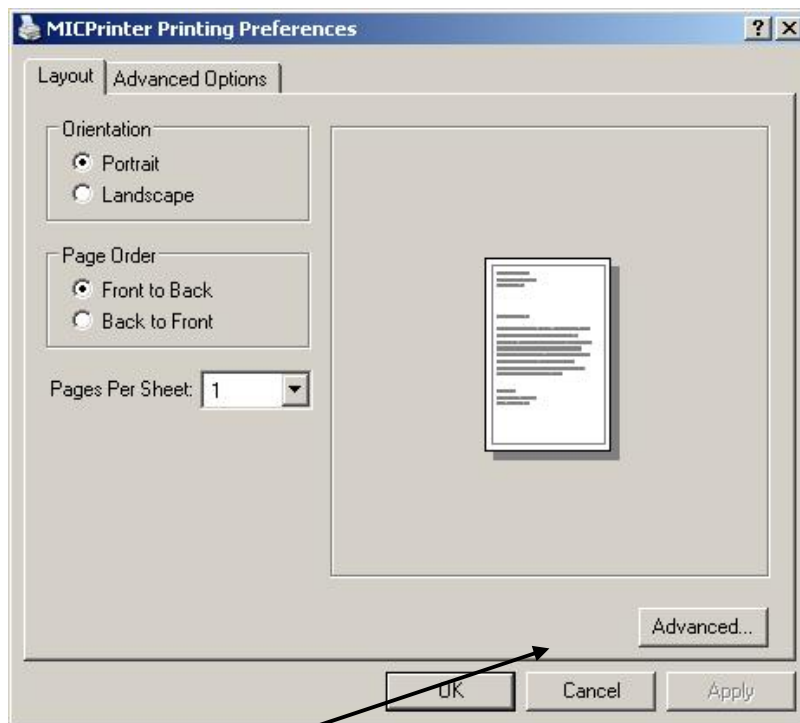 MICPrinter Printing Preferences
Layout Advanced Options
Orientation
Portrait
Landscape
Page Order
Front to Back
Back to Front
Pages Per Sheet: 1
Advanced...
OK Cancel Apply